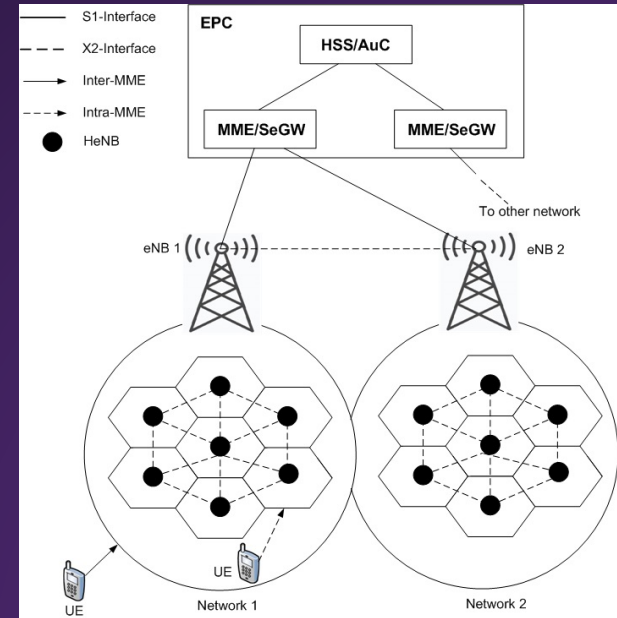 S1-Interface
X2-Interface
Inter-MME
Intra-MME
HeNB
EPC
HSS/AuC
MME/SeGW
MME/SeGW
To other network
eNB 1
eNB 2
UE
UE
Network 1
Network 2